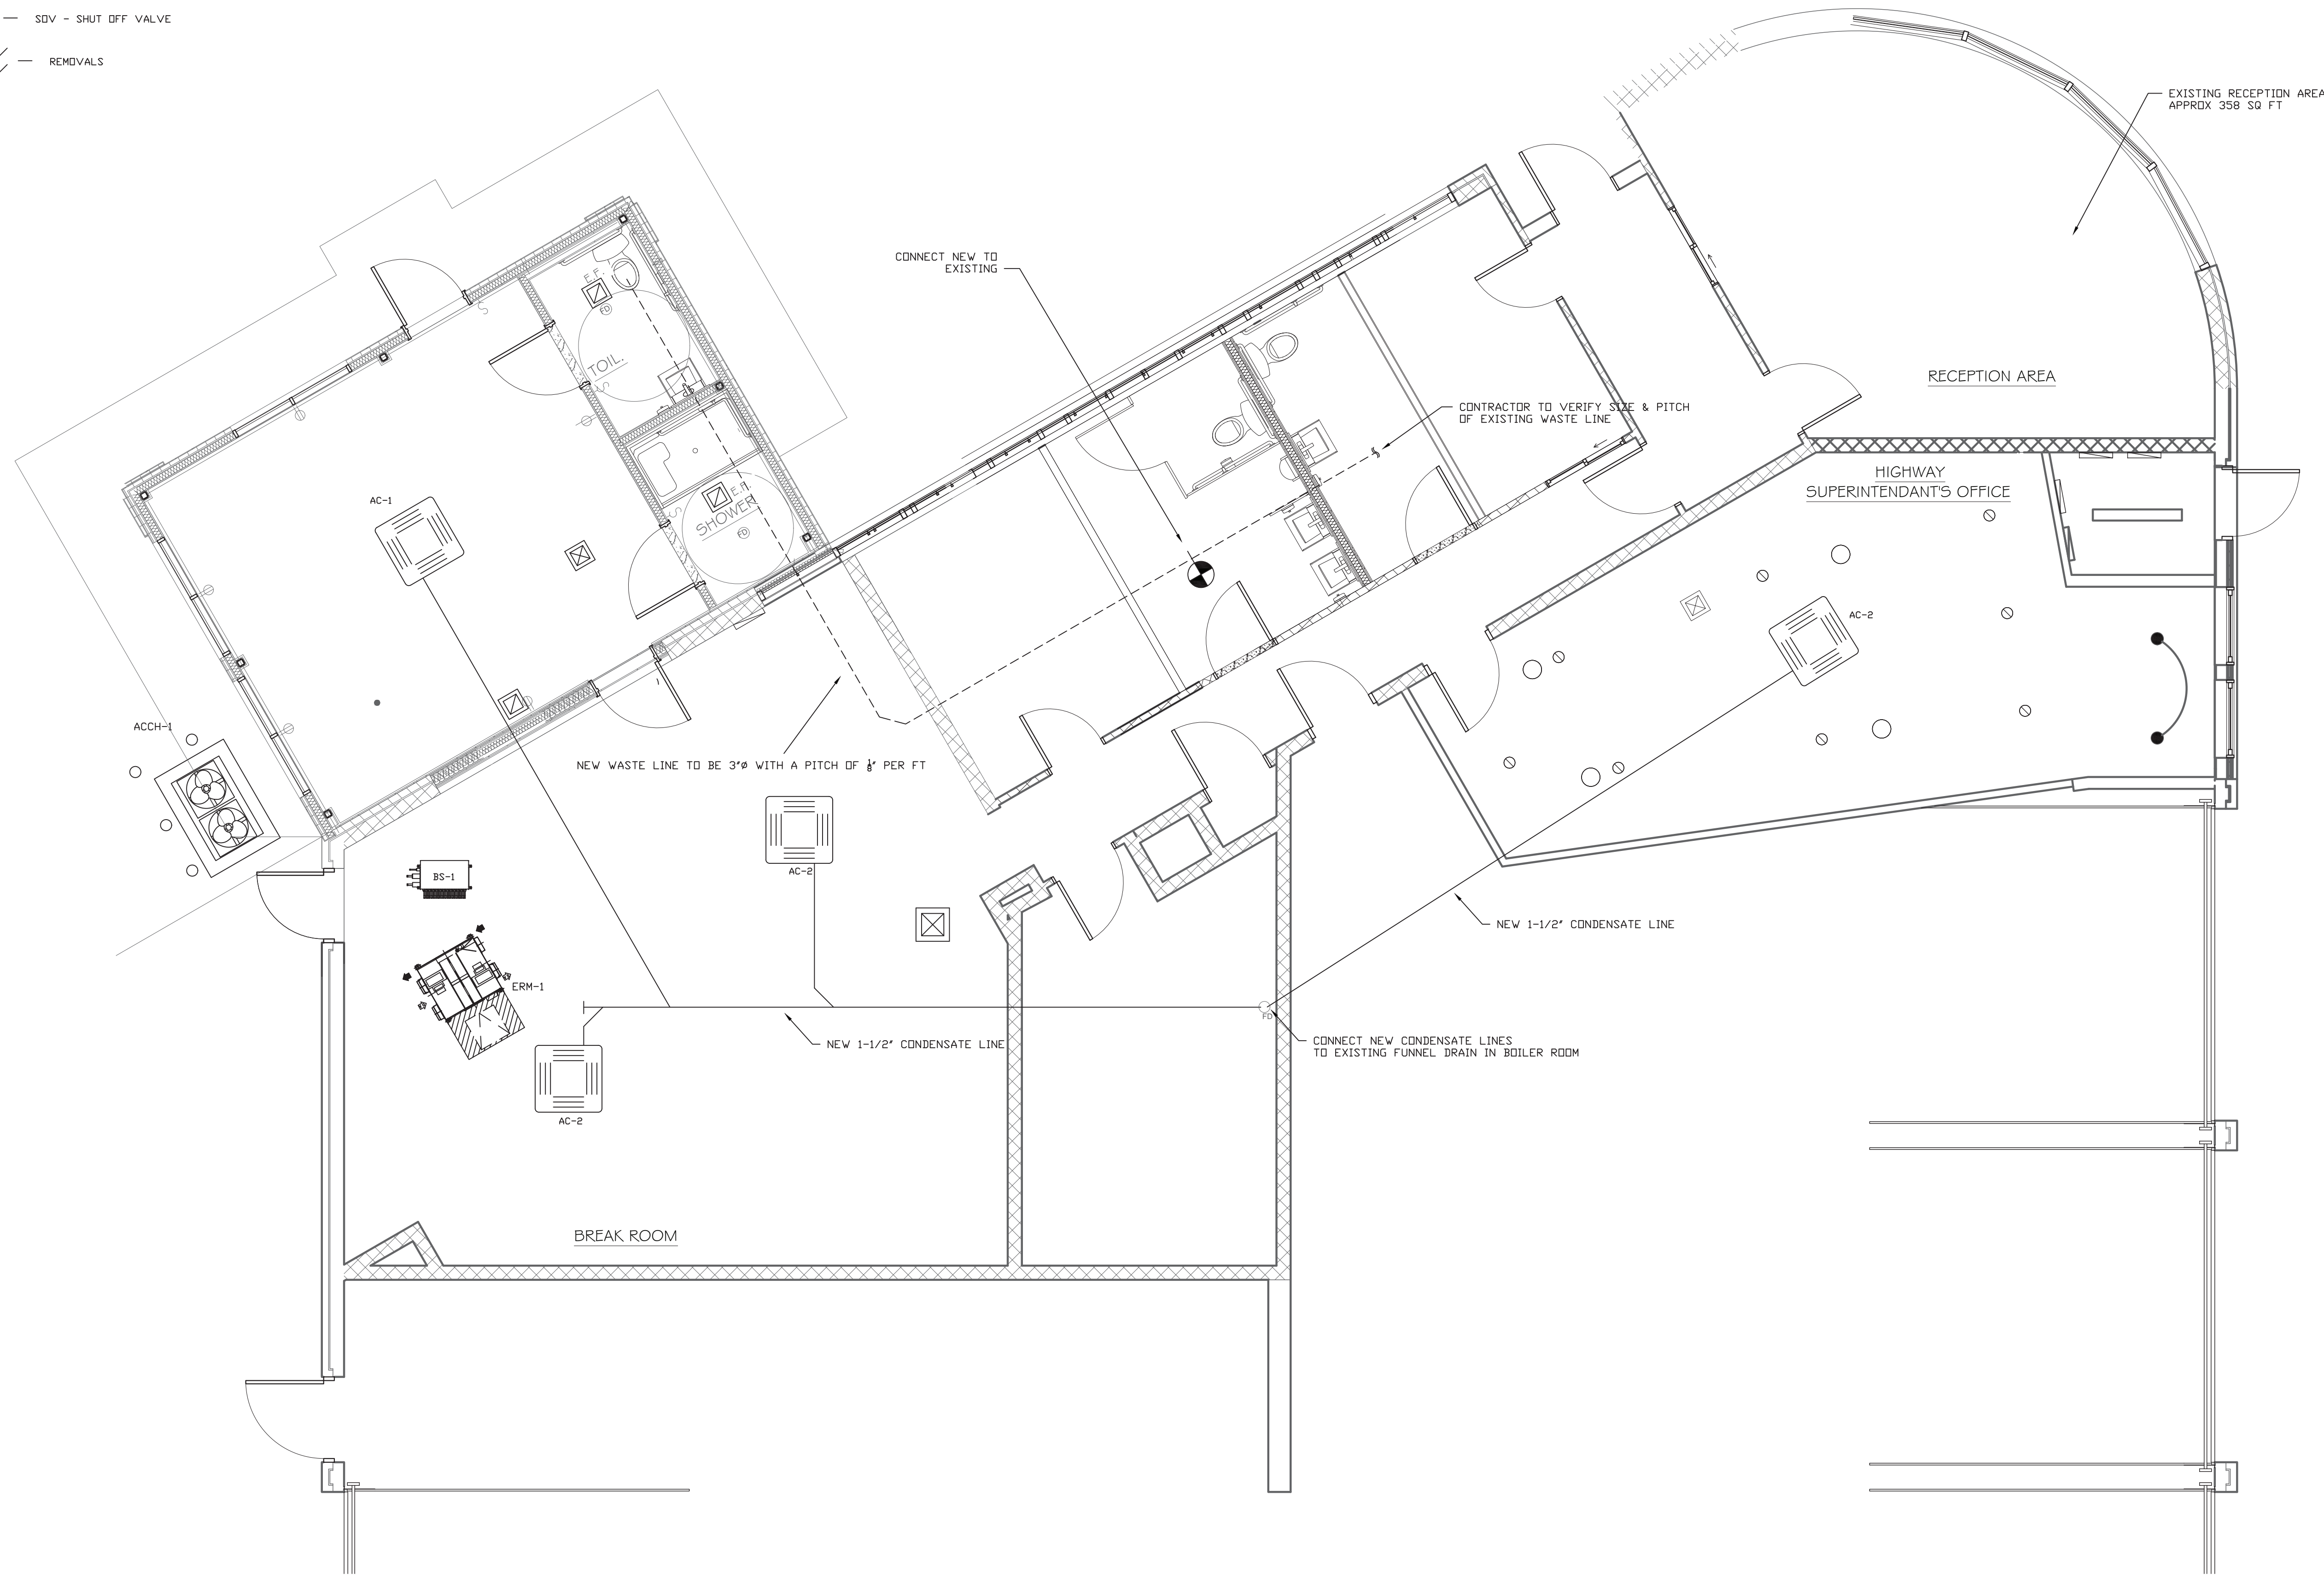 SOV - SHUT OFF VALVE
REMOVALS
EXISTING RECEPTION AREA
APPROX 358 SQ FT
CONNECT NEW TO
EXISTING
E.F.
FD
TOIL.
S
S
RECEPTION AREA
CONTRACTOR TO VERIFY SIZE & PITCH
OF EXISTING WASTE LINE
HIGHWAY
SUPERINTENDANT'S OFFICE
AC-1
E.F.
SHOWER
S
FD
AC-2
ACCH-1
NEW WASTE LINE TO BE 3"Ø WITH A PITCH OF 1/8" PER FT
AC-2
BS-1
NEW 1-1/2" CONDENSATE LINE
ERM-1
FD
NEW 1-1/2" CONDENSATE LINE
CONNECT NEW CONDENSATE LINES
TO EXISTING FUNNEL DRAIN IN BOILER ROOM
AC-2
BREAK ROOM